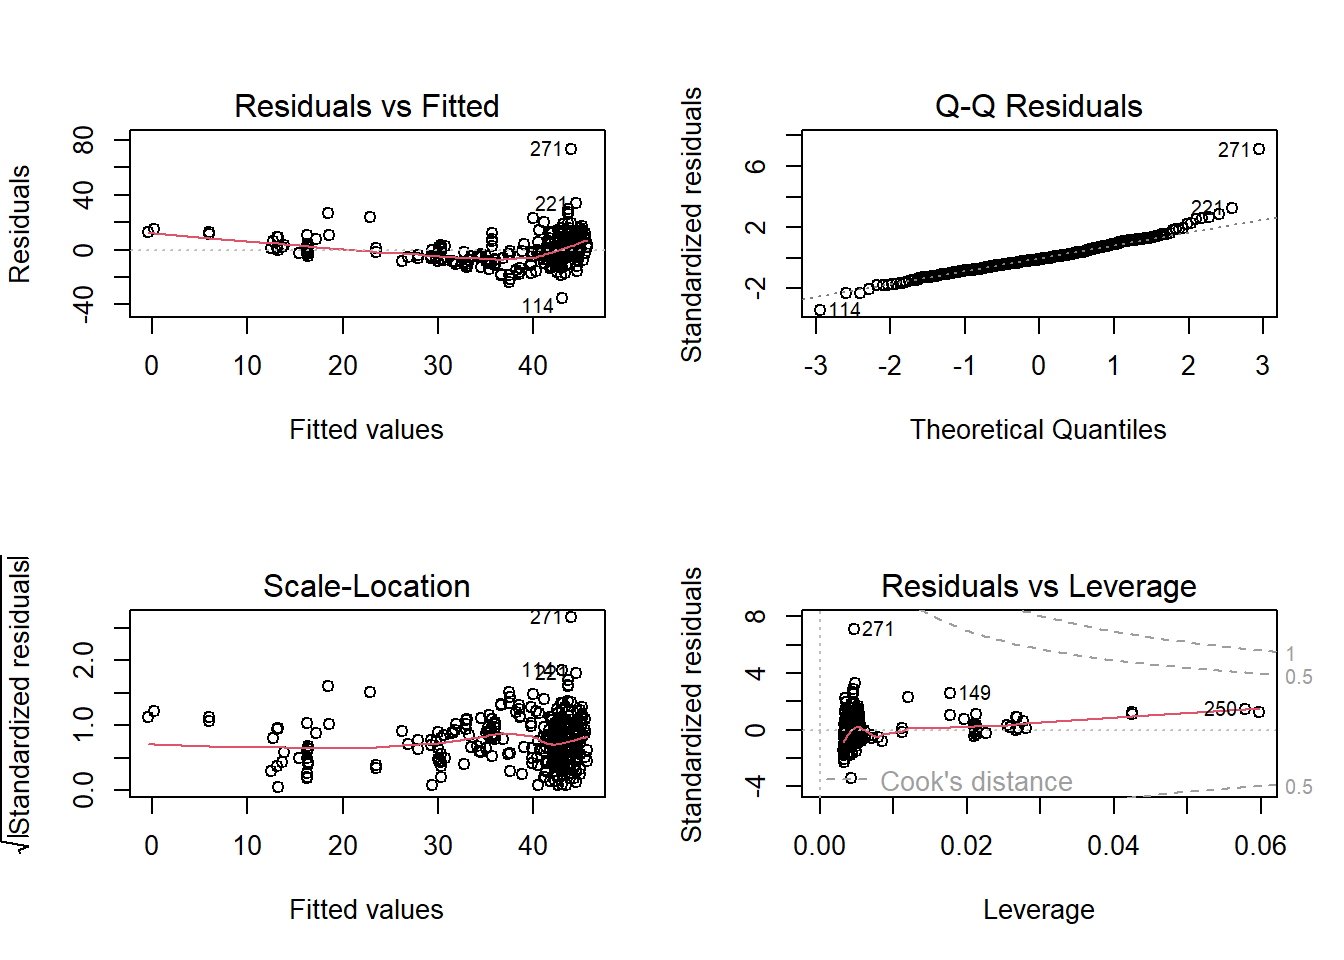 Residuals vs Fitted
Residuals
80
40
0
-40
271
221
114
0 10 20 30 40
Fitted values
Q-Q Residuals
Standardized residuals
6
2
-2
271
221
114
-3 -2 -1 0 1 2 3
Theoretical Quantiles
Scale-Location
√|Standardized residuals|
2.0
1.0
0.0
271
114
221
0 10 20 30 40
Fitted values
Residuals vs Leverage
Standardized residuals
8
4
0
-4
271
149
250
1
0.5
0.5
Cook's distance
0.00 0.02 0.04 0.06
Leverage